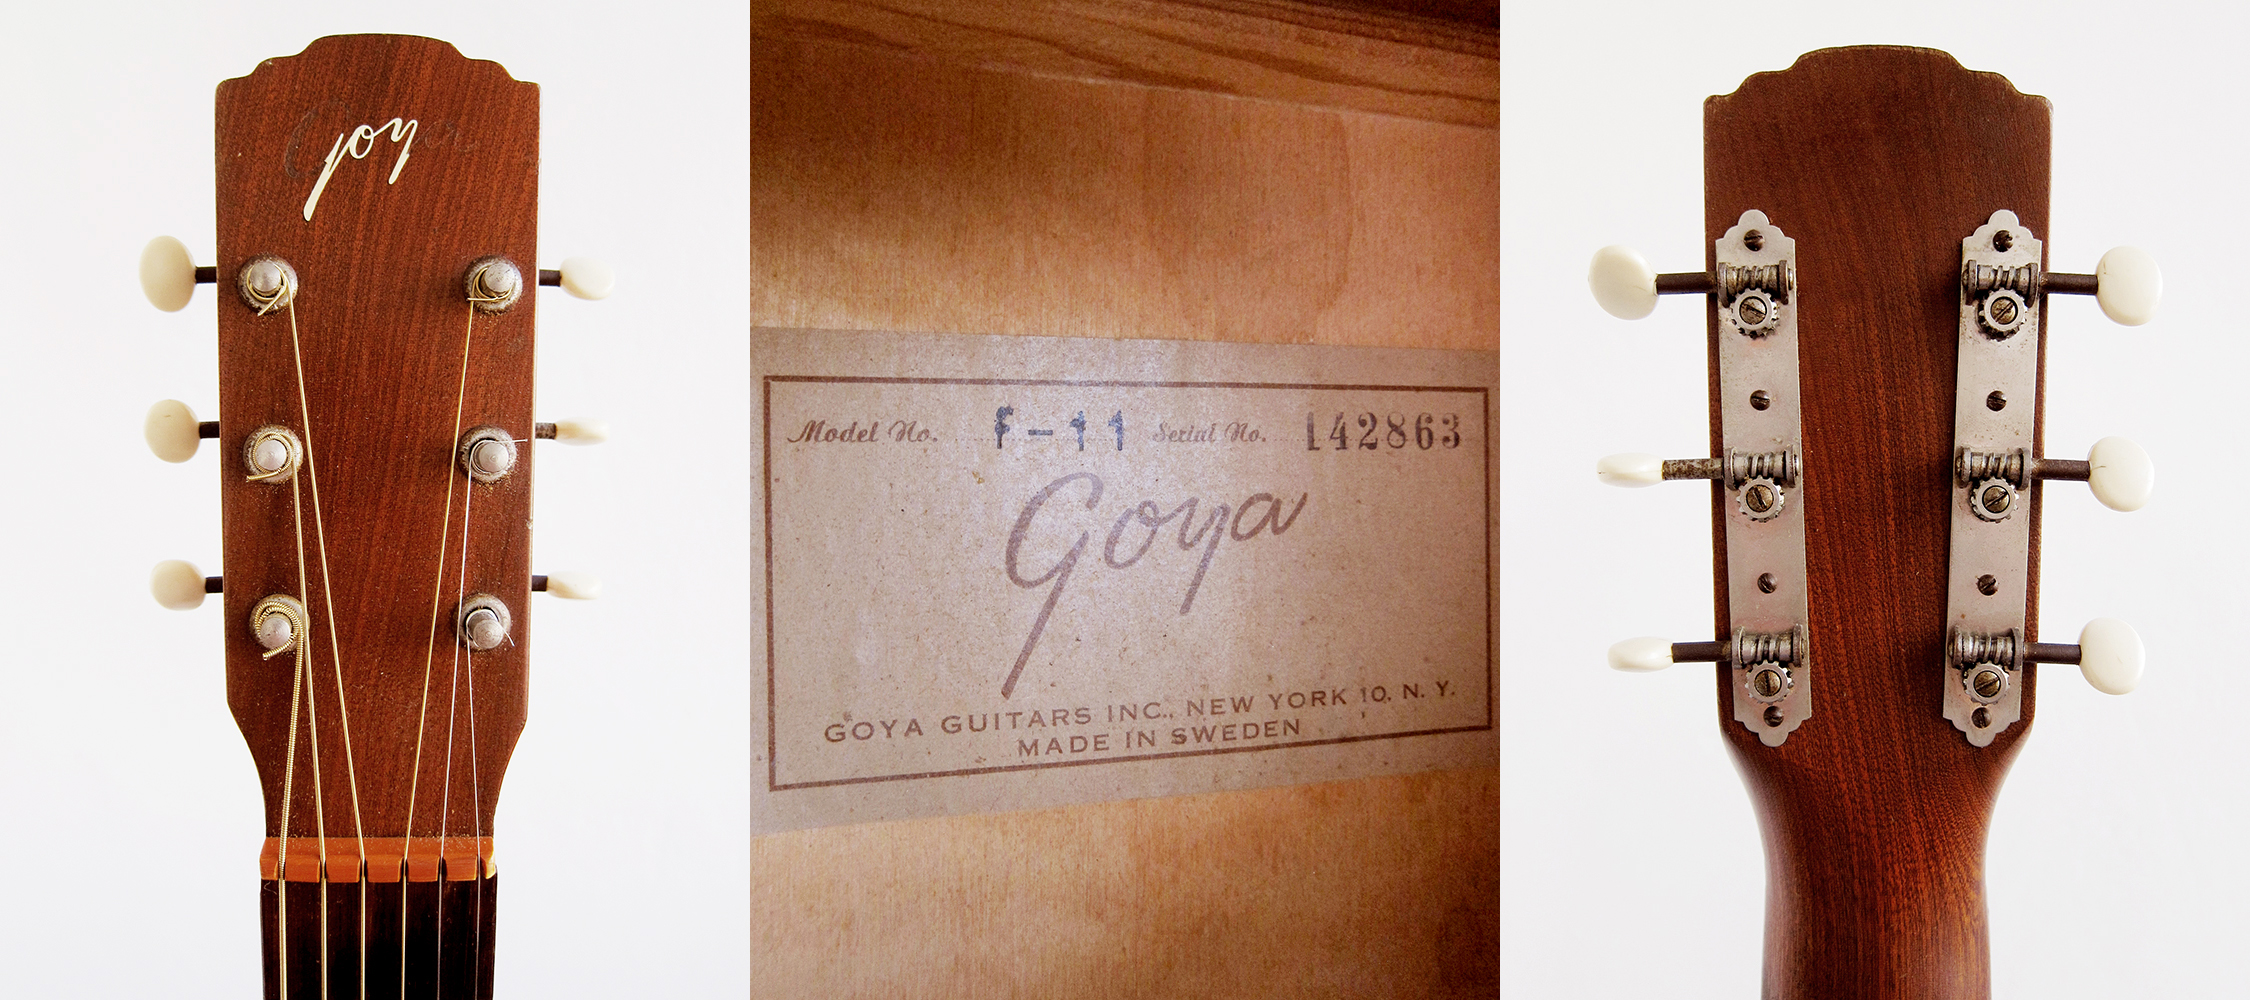 Goya
Model No. F-11 Serial No. 142863
Goya
GOYA GUITARS INC., NEW YORK 10, N. Y.
MADE IN SWEDEN